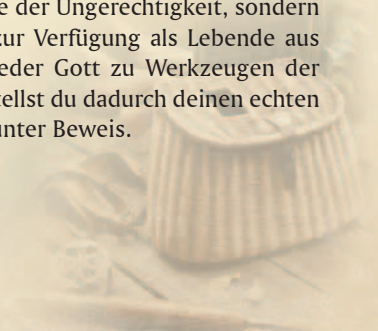 e der Ungerechtigkeit, sondern
zur Verfügung als Lebende aus
eder Gott zu Werkzeugen der
tellst du dadurch deinen echten
unter Beweis.